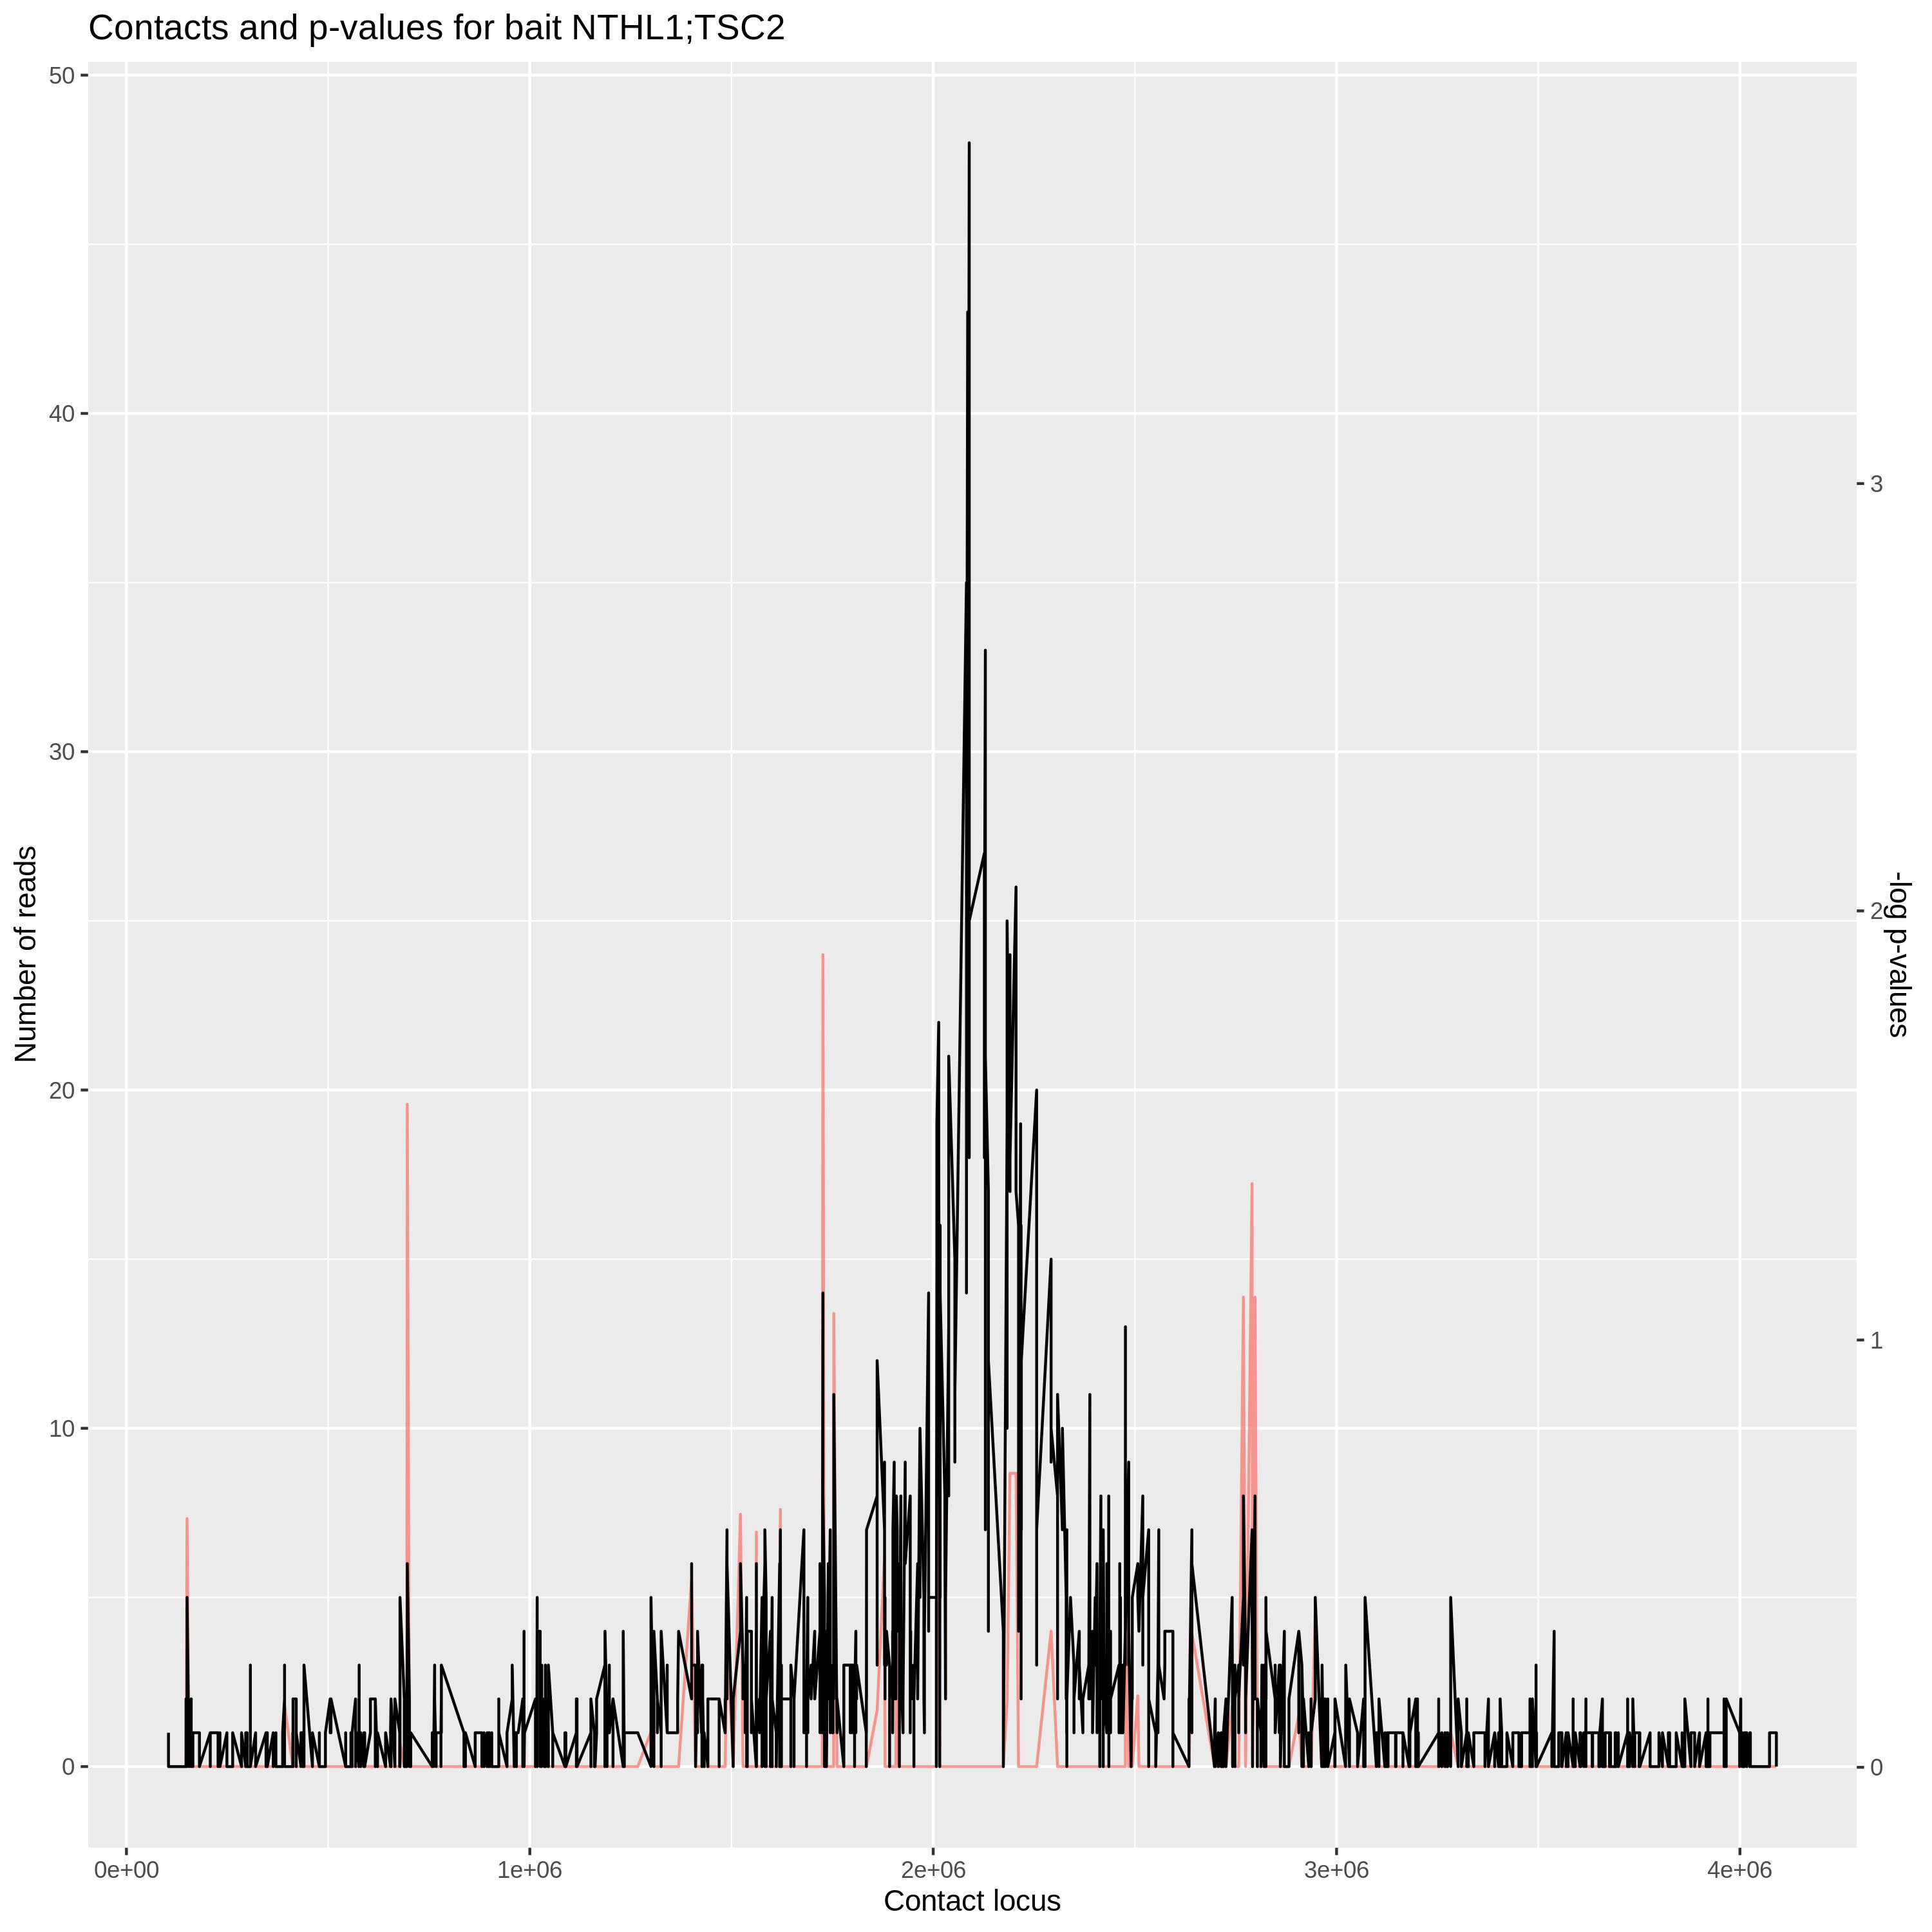 Contacts and p-values for bait NTHL1;TSC2
50
40
30
20
10
0
Number of reads
3
2
1
0
-log p-values
0e+00 1e+06 2e+06 3e+06 4e+06
Contact locus